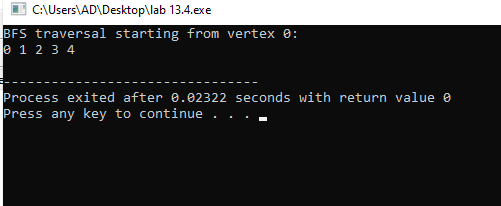 C:\Users\AD\Desktop\lab 13.4.exe
BFS traversal starting from vertex 0:
0 1 2 3 4
--------------------------------
Process exited after 0.02322 seconds with return value 0
Press any key to continue . . .